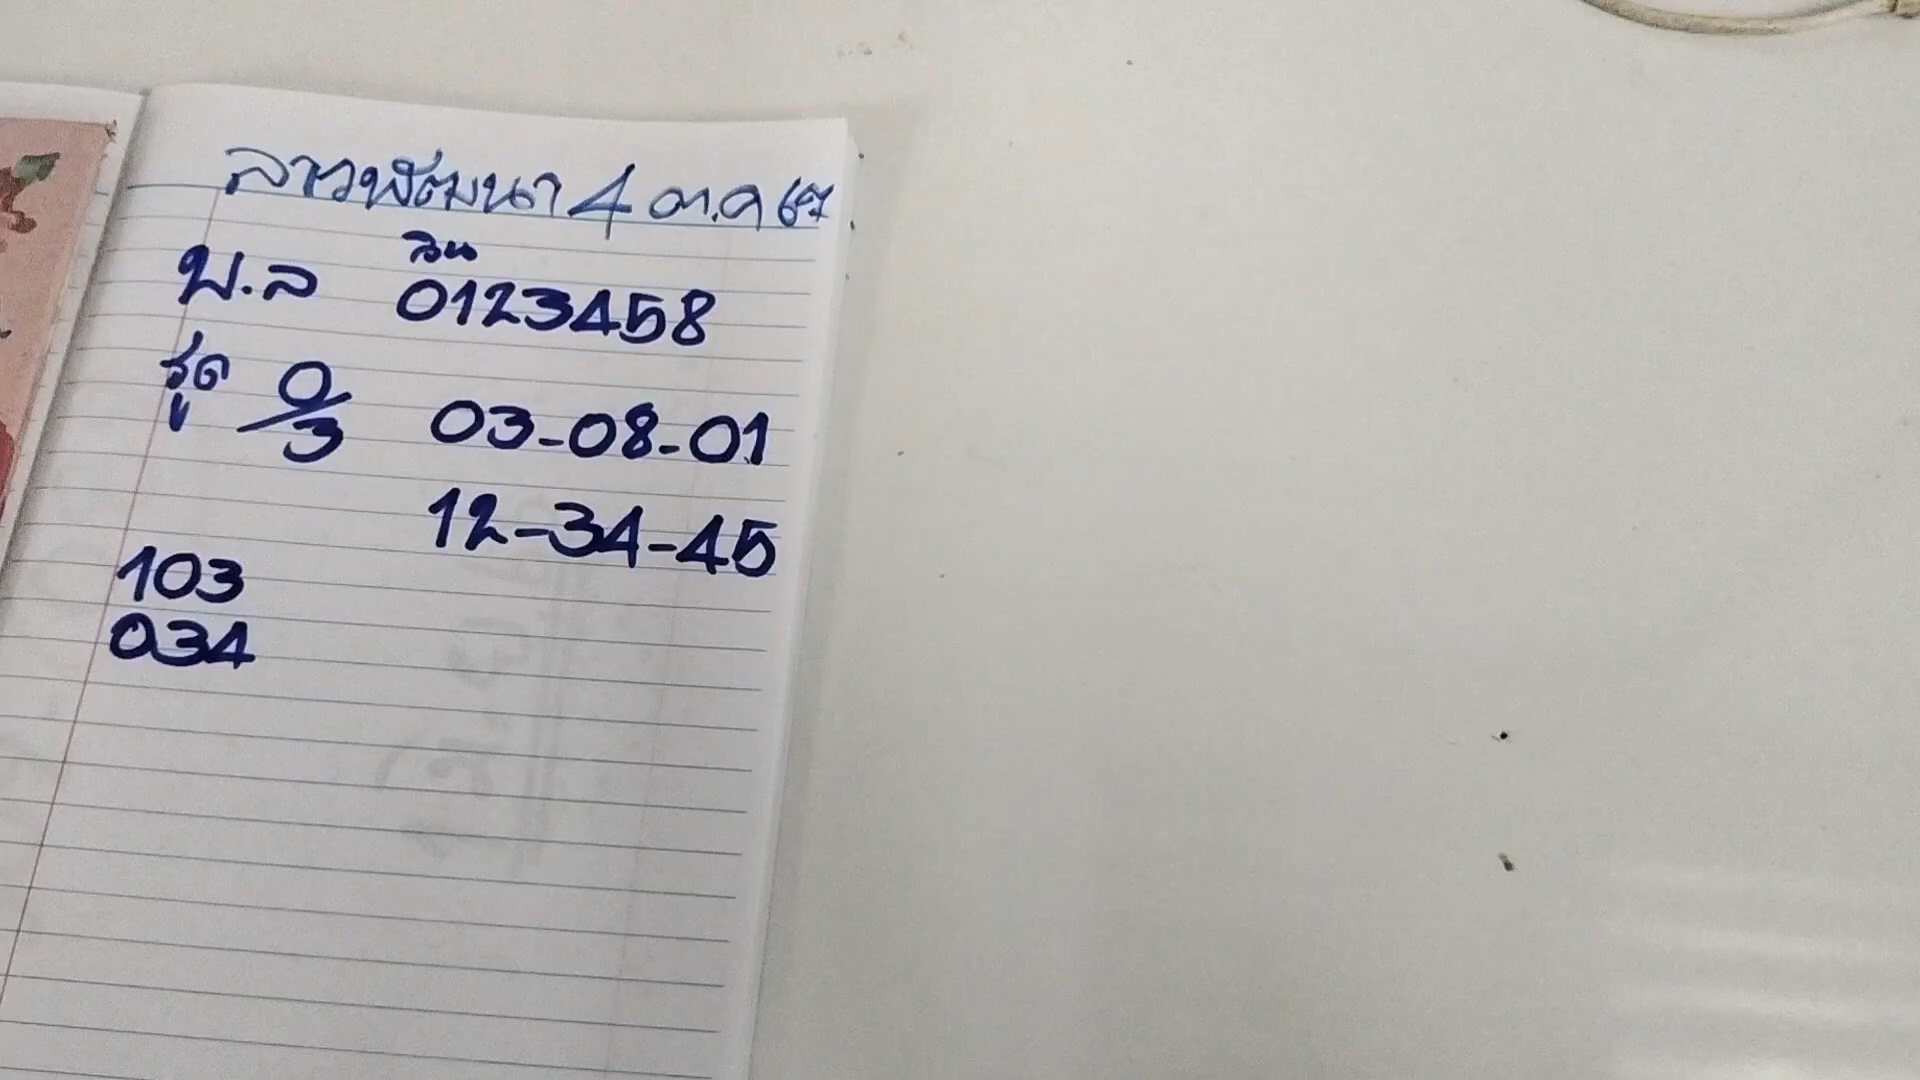 ลาวพัฒนา 4 ต.ค 67
วิน
พ.ล 0123458
สูด 0/3 03-08-01
12-34-45
103
034